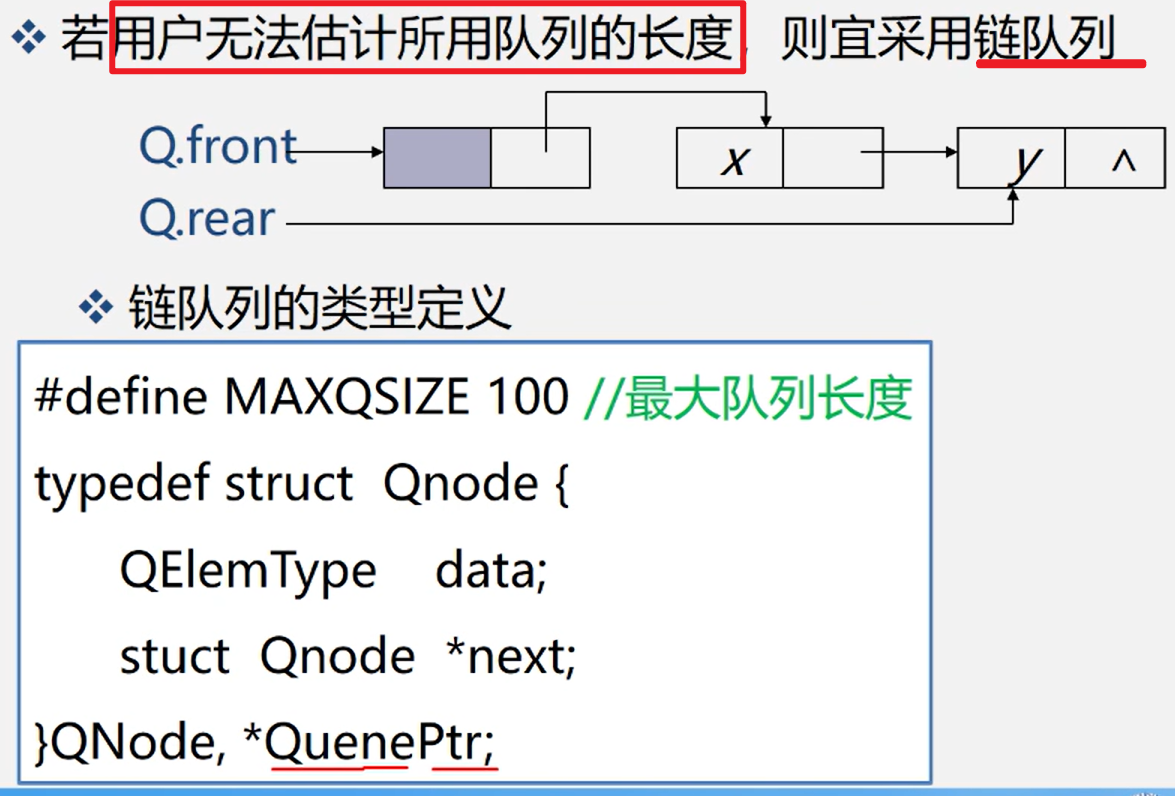 若用户无法估计所用队列的长度，则宜采用链队列
Q.front
x
y ^
Q.rear
链队列的类型定义
#define MAXQSIZE 100 //最大队列长度
typedef struct Qnode {
QElemType data;
stuct Qnode *next;
}QNode, *QuenePtr;